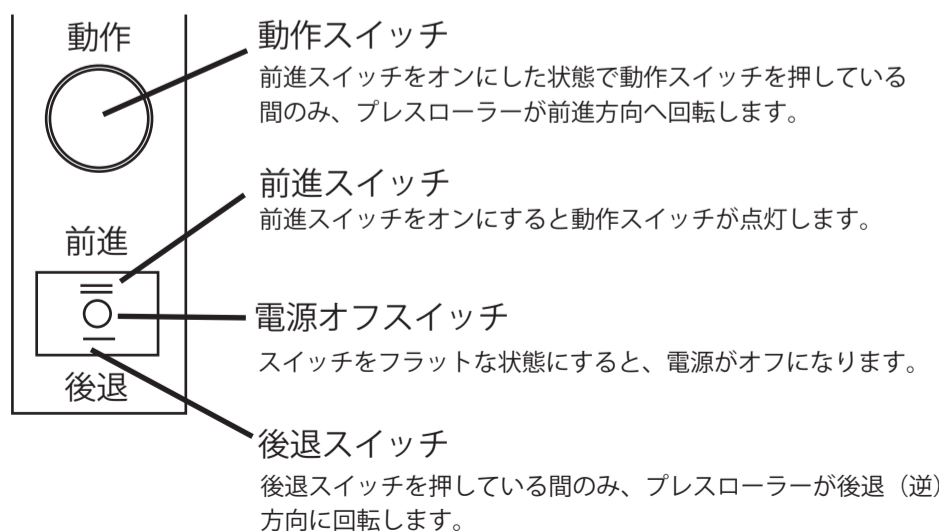 動作
動作スイッチ
前進スイッチをオンにした状態で動作スイッチを押している
間のみ、プレスローラーが前進方向へ回転します。
前進スイッチ
前進スイッチをオンにすると動作スイッチが点灯します。
前進
電源オフスイッチ
スイッチをフラットな状態にすると、電源がオフになります。
後退
後退スイッチ
後退スイッチを押している間のみ、プレスローラーが後退（逆）
方向に回転します。